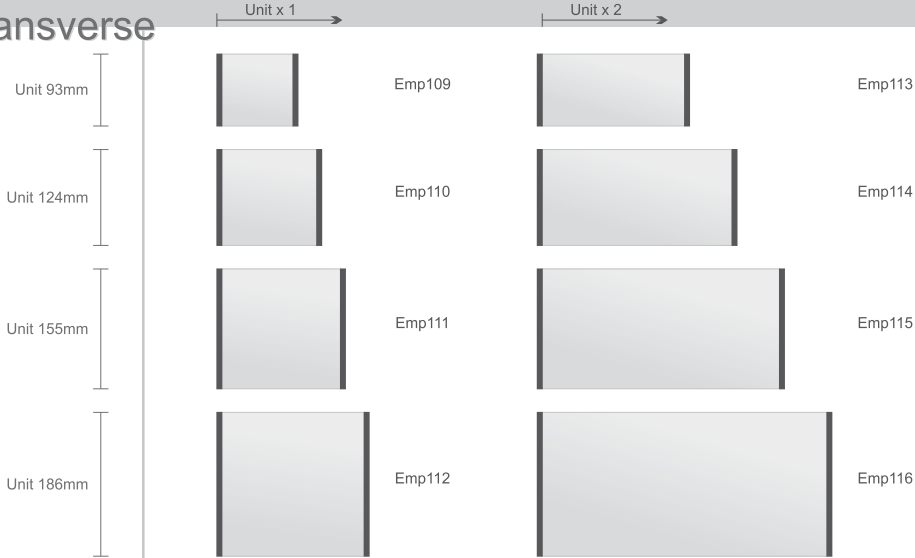 Unit x 1 Unit x 2
ansverse
Unit 93mm Emp109 Emp113
Unit 124mm Emp110 Emp114
Unit 155mm Emp111 Emp115
Unit 186mm Emp112 Emp116